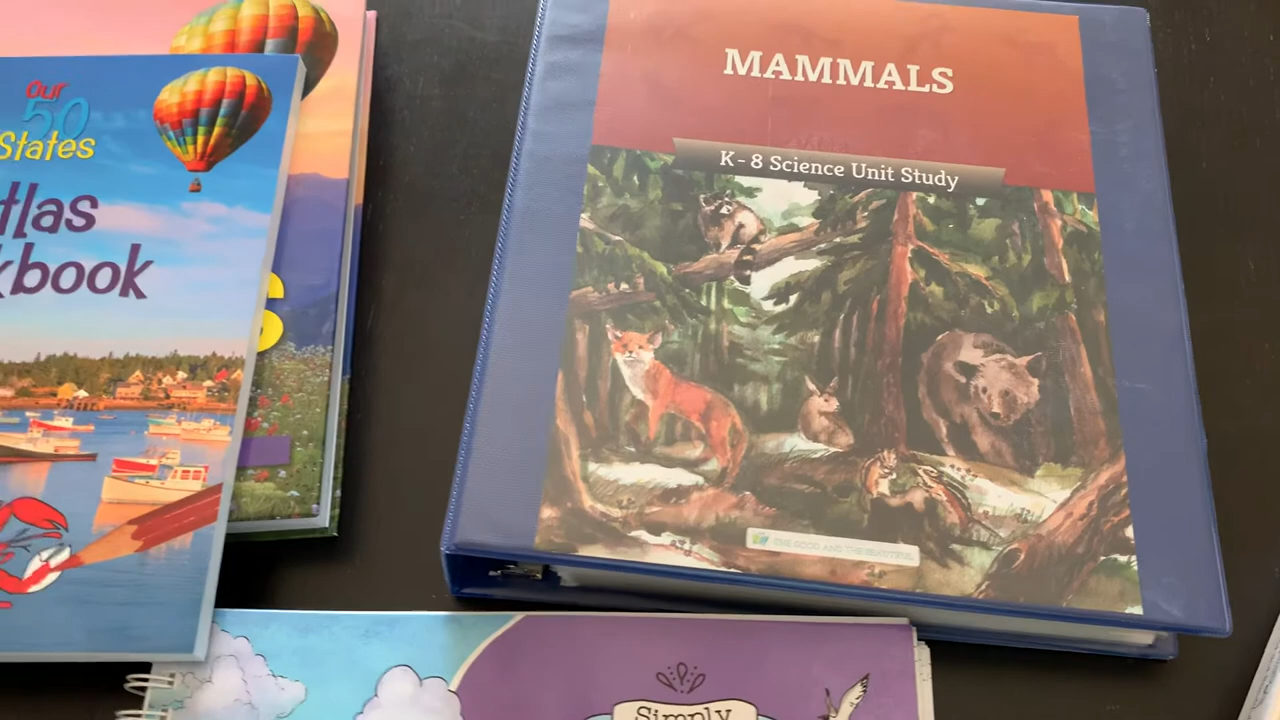 Our
50
States
tlas
kbook
S
MAMMALS
K-8 Science Unit Study
THE GOOD AND THE BEAUTIFUL
Simply